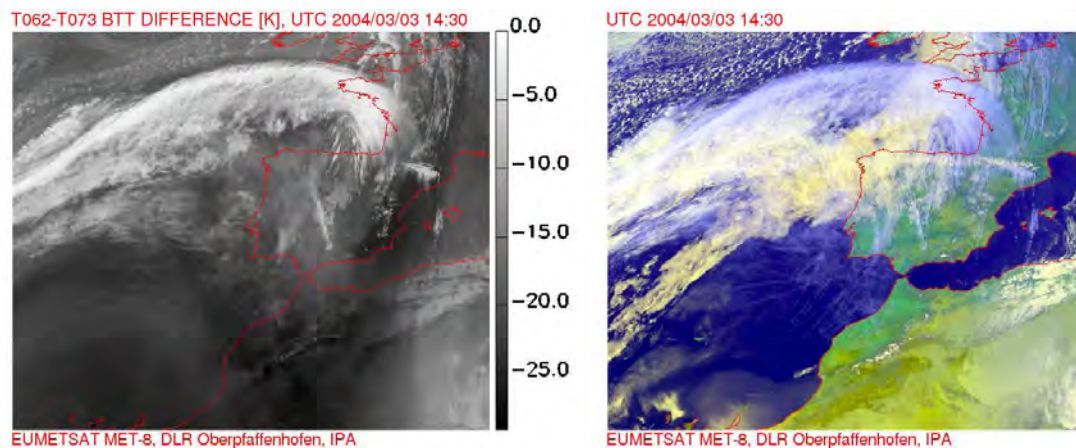 T062-T073 BTT DIFFERENCE [K], UTC 2004/03/03 14:30
0.0
-5.0
-10.0
-15.0
-20.0
-25.0
EUMETSAT MET-8, DLR Oberpfaffenhofen, IPA
UTC 2004/03/03 14:30
EUMETSAT MET-8, DLR Oberpfaffenhofen, IPA